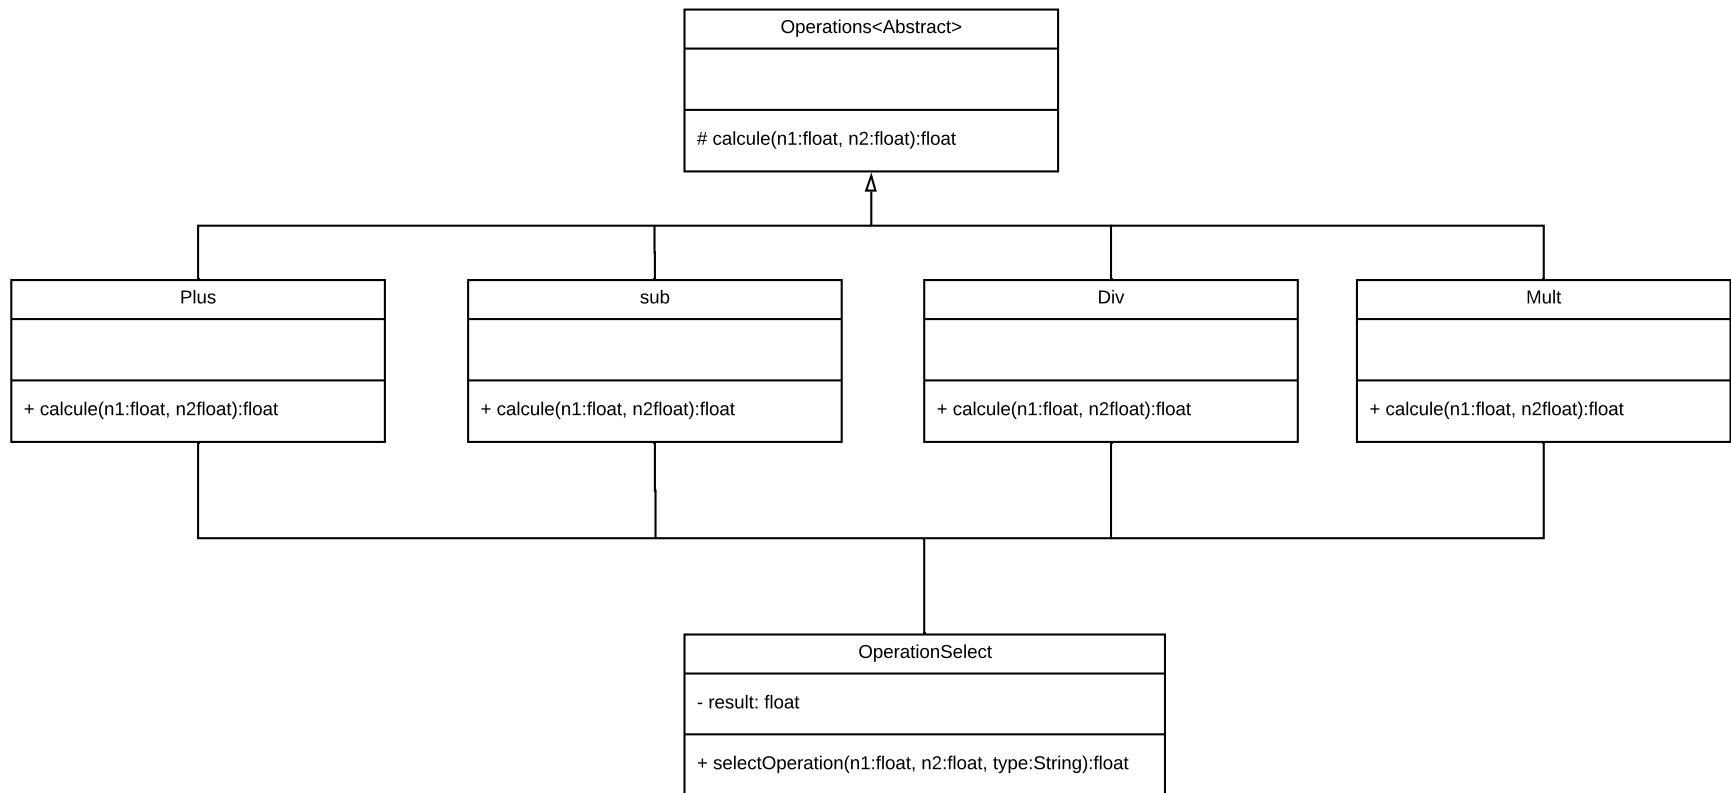 Operations<Abstract>
# calcule(n1:float, n2:float):float
Plus
+ calcule(n1:float, n2float):float
sub
+ calcule(n1:float, n2float):float
Div
+ calcule(n1:float, n2float):float
Mult
+ calcule(n1:float, n2float):float
OperationSelect
- result: float
+ selectOperation(n1:float, n2:float, type:String):float